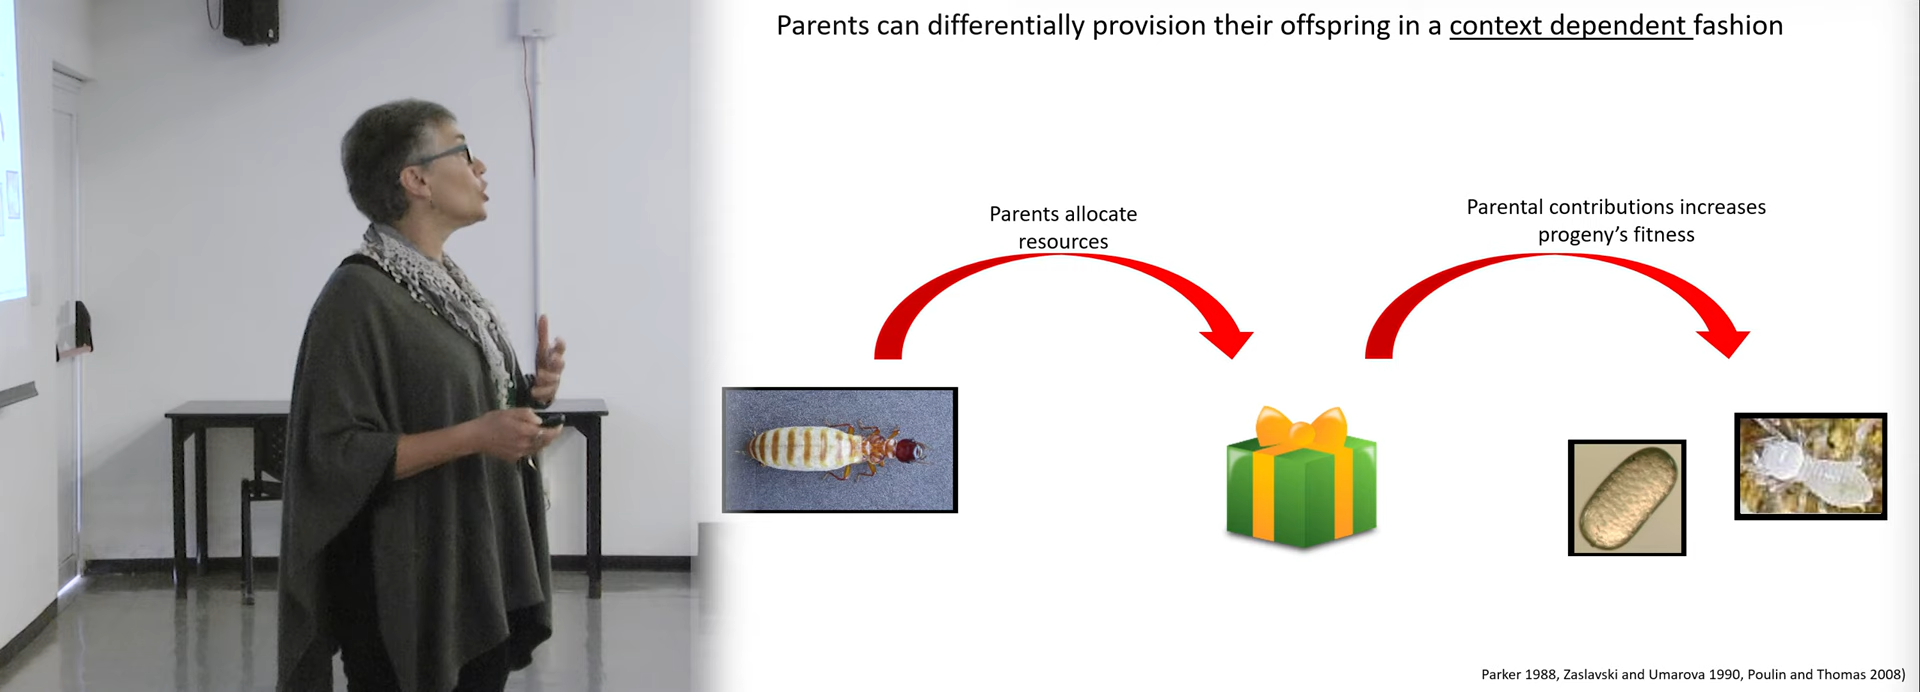 Parents can differentially provision their offspring in a context dependent fashion
Parents allocate
resources
Parental contributions increases
progeny’s fitness
Parker 1988, Zaslavski and Umarova 1990, Poulin and Thomas 2008)